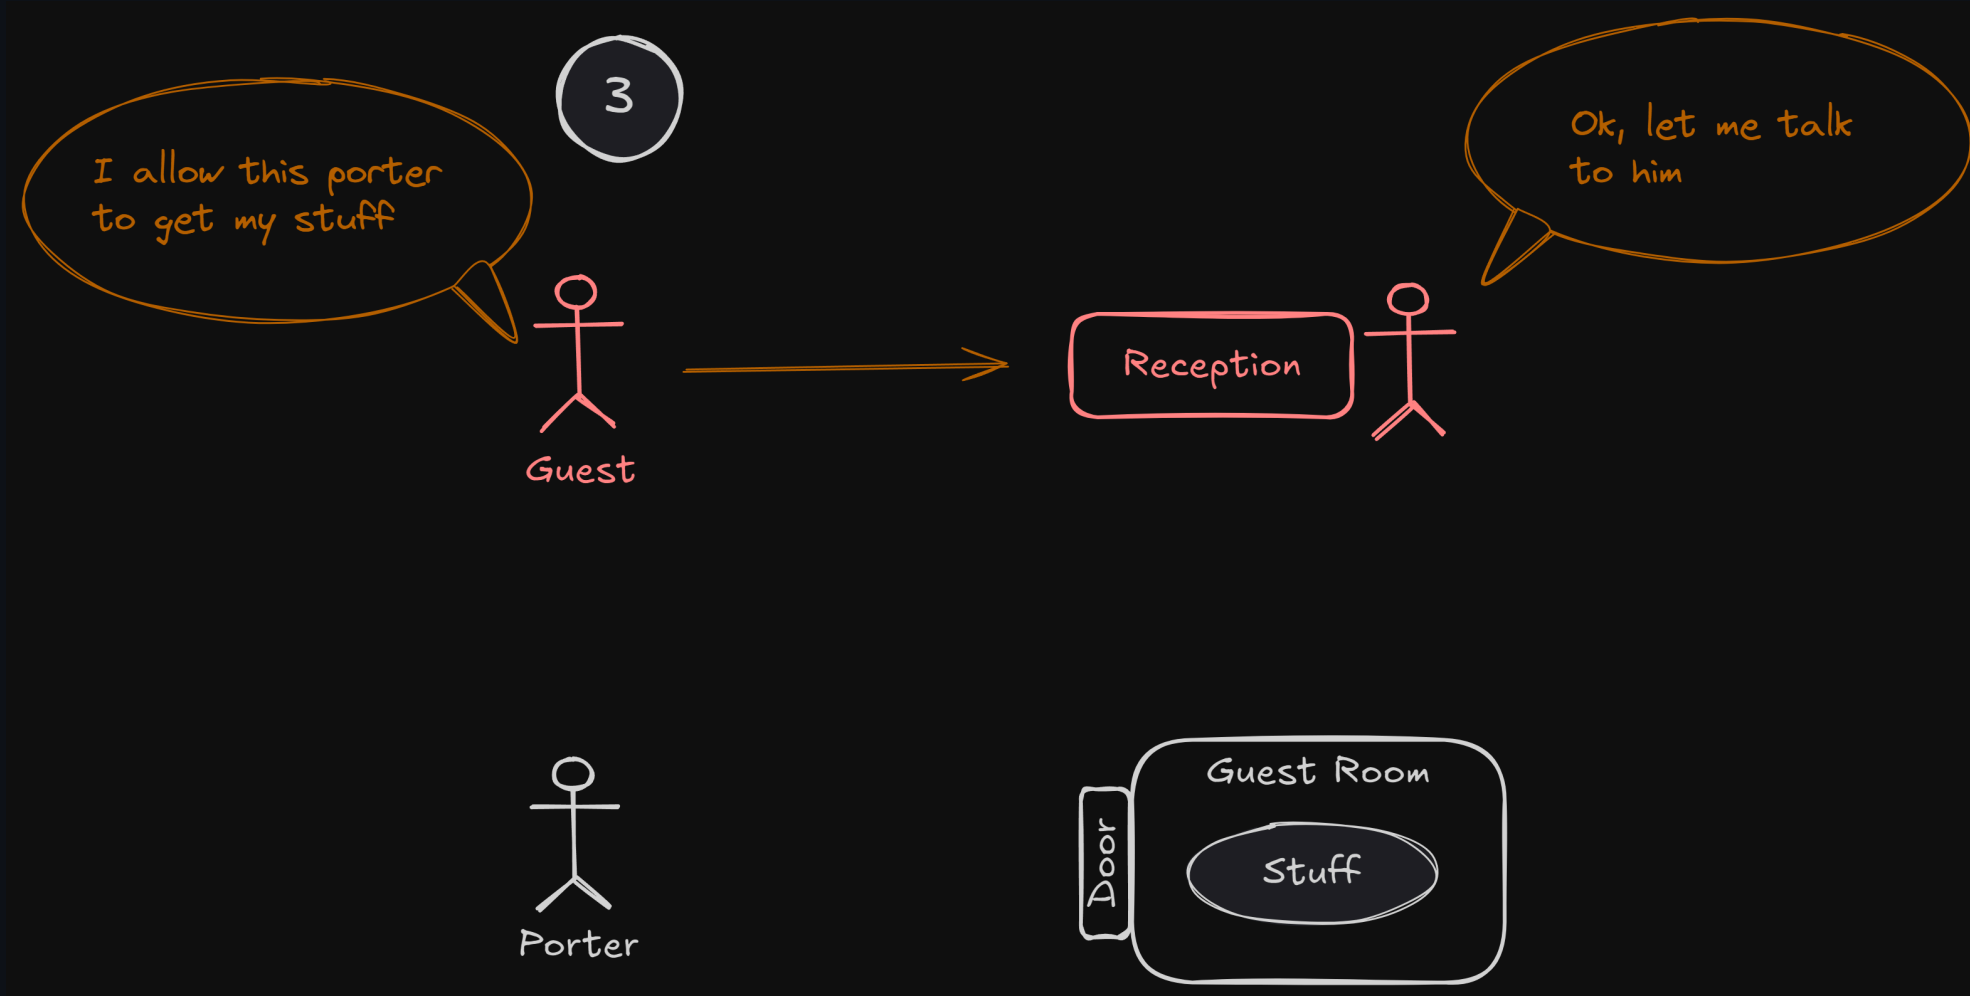 3
I allow this porter
to get my stuff
Ok, let me talk
to him
Reception
Guest
Guest Room
Door
Stuff
Porter